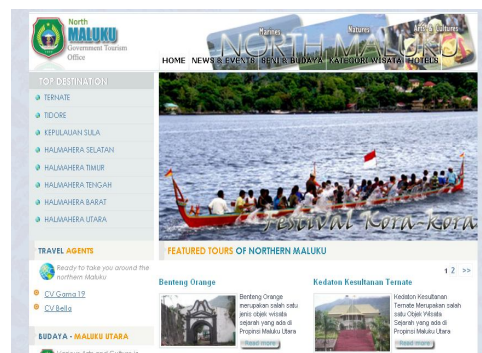 North
MALUKU
Government Tourism
Office
Marines
Natures
Arts & Cultures
NORTH MALUKU
HOME NEWS & EVENTS SENI & BUDAYA KATEGORI WISATA HOTELS
TOP DESTINATION
TERNATE
TIDORE
KEPULAUAN SULA
HALMAHERA SELATAN
HALMAHERA TIMUR
HALMAHERA TENGAH
HALMAHERA BARAT
HALMAHERA UTARA
Festival Kora-kora
TRAVEL AGENTS
Ready to take you around the
northern Maluku
CV Gama 19
CV Bella
BUDAYA - MALUKU UTARA
Various Arts and Culture in
FEATURED TOURS OF NORTHERN MALUKU
1 2 >>
Benteng Orange
Benteng Orange
merupakan salah satu
jenis objek wisata
sejarah yang ada di
Propinsi Maluku Utara
Read more
Kedaton Kesultanan Ternate
Kedaton Kesultanan
Ternate Merupakan salah
satu Objek Wisata
Sejarah yang ada di
Propinsi Maluku Utara
Read more